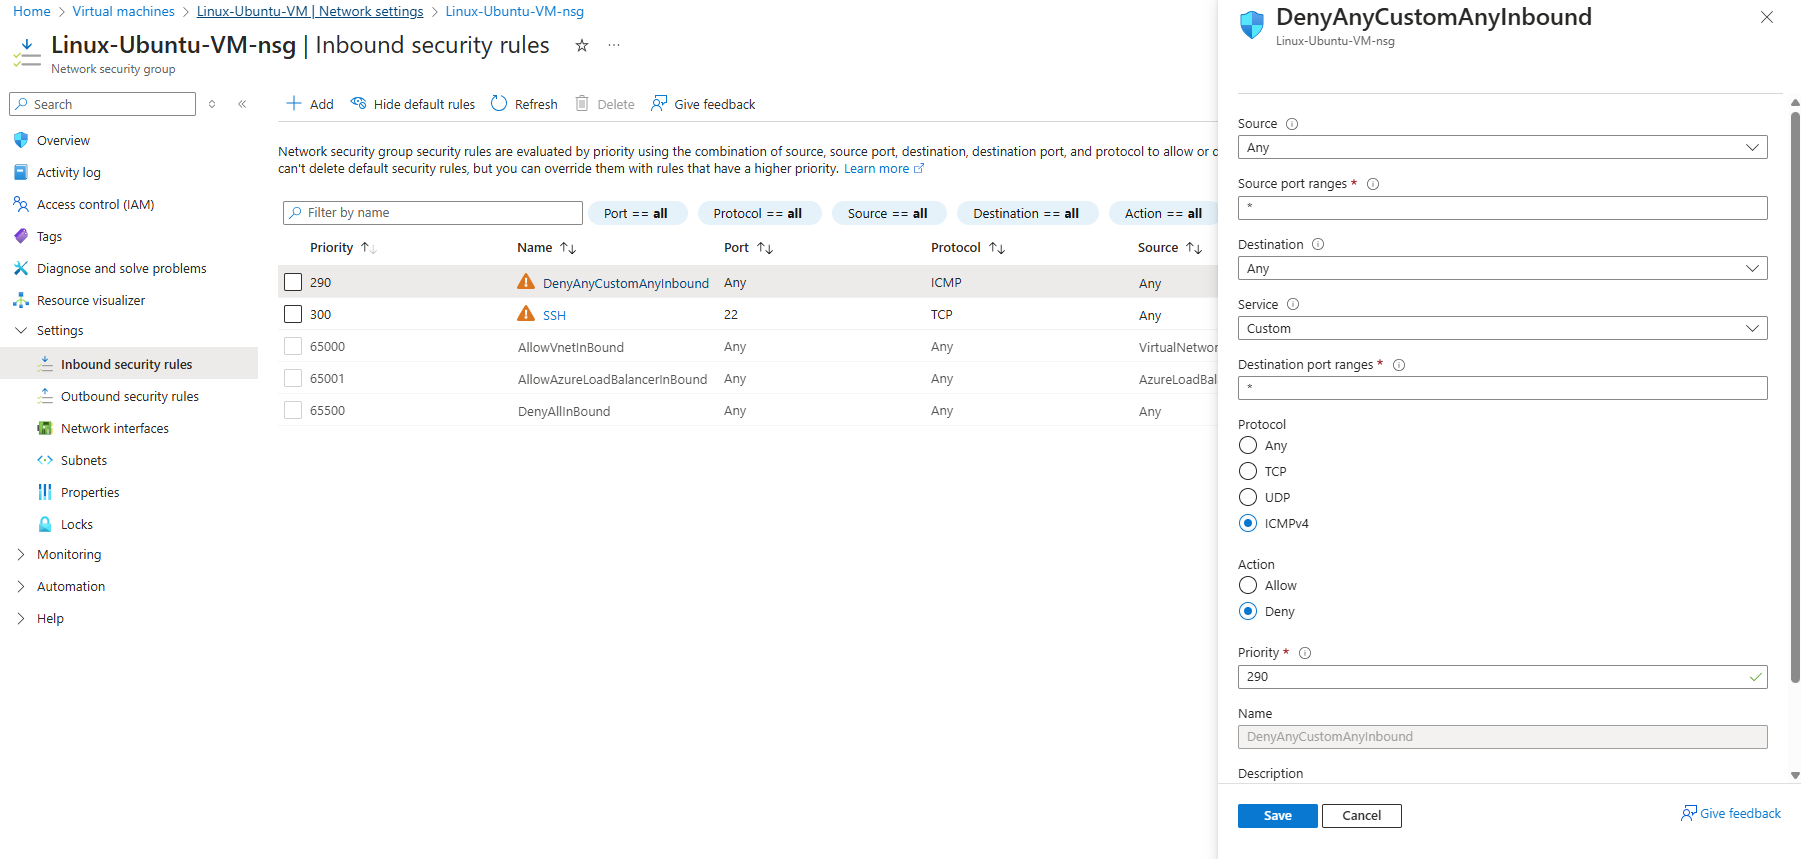 Home > Virtual machines > Linux-Ubuntu-VM | Network settings > Linux-Ubuntu-VM-nsg
Linux-Ubuntu-VM-nsg | Inbound security rules
Network security group
Search
Overview
Activity log
Access control (IAM)
Tags
Diagnose and solve problems
Resource visualizer
Settings
Inbound security rules
Outbound security rules
Network interfaces
Subnets
Properties
Locks
Monitoring
Automation
Help
Add Hide default rules Refresh Delete Give feedback
Network security group security rules are evaluated by priority using the combination of source, source port, destination, destination port, and protocol to allow or
can't delete default security rules, but you can override them with rules that have a higher priority. Learn more
Filter by name Port == all Protocol == all Source == all Destination == all Action == all
Priority Name Port Protocol Source
290 DenyAnyCustomAnyInbound Any ICMP Any
300 SSH 22 TCP Any
65000 AllowVnetInBound Any Any VirtualNetwor
65001 AllowAzureLoadBalancerInBound Any Any AzureLoadBal
65500 DenyAllInBound Any Any Any
DenyAnyCustomAnyInbound
Linux-Ubuntu-VM-nsg
Source
Any
Source port ranges *
*
Destination
Any
Service
Custom
Destination port ranges *
*
Protocol
Any
TCP
UDP
ICMPv4
Action
Allow
Deny
Priority *
290
Name
DenyAnyCustomAnyInbound
Description
Save Cancel Give feedback